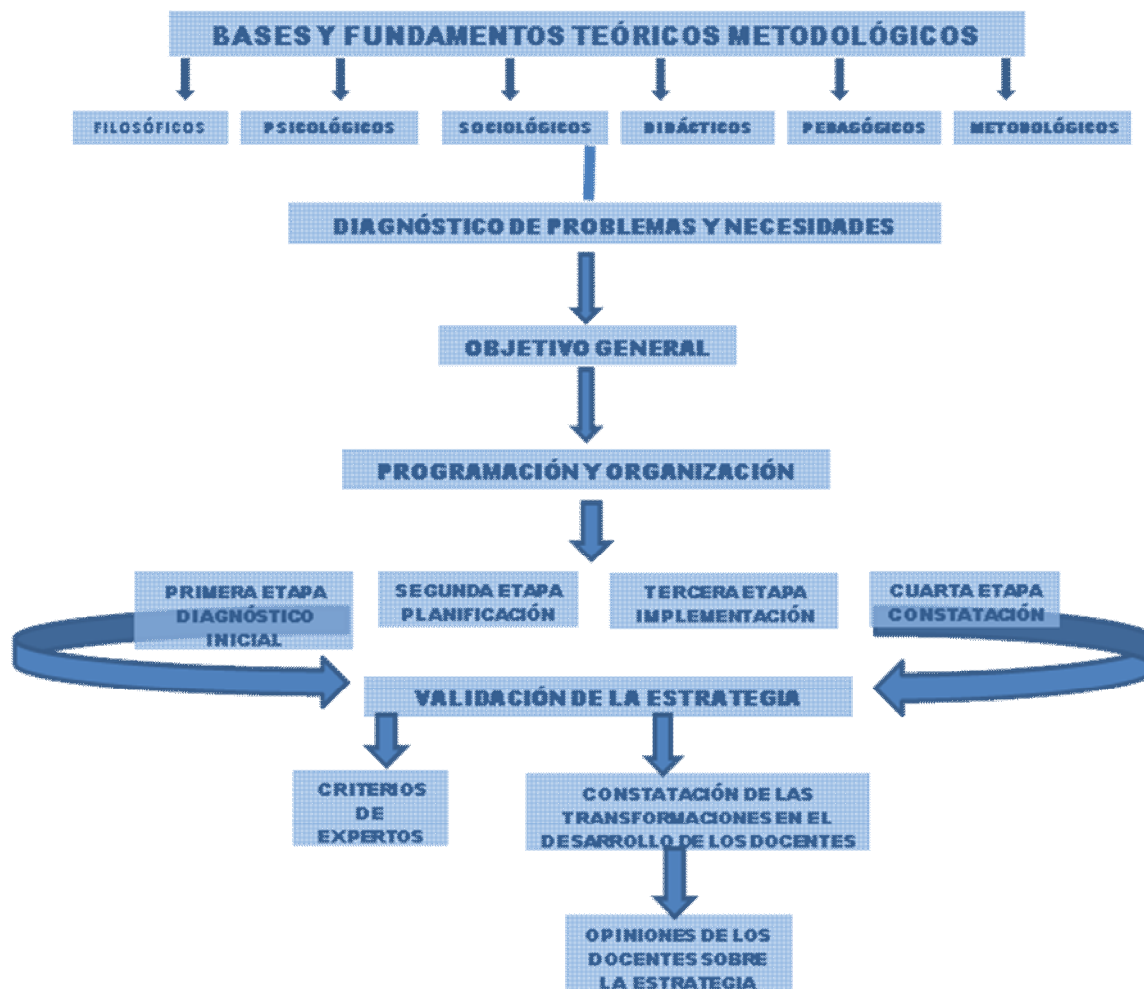 BASES Y FUNDAMENTOS TEÓRICOS METODOLÓGICOS
FILOSÓFICOS
PSICOLÓGICOS
SOCIOLÓGICOS
DIDÁCTICOS
PEDAGÓGICOS
METODOLÓGICOS
DIAGNÓSTICO DE PROBLEMAS Y NECESIDADES
OBJETIVO GENERAL
PROGRAMACIÓN Y ORGANIZACIÓN
PRIMERA ETAPA
DIAGNÓSTICO
INICIAL
SEGUNDA ETAPA
PLANIFICACIÓN
TERCERA ETAPA
IMPLEMENTACIÓN
CUARTA ETAPA
CONSTATACIÓN
VALIDACIÓN DE LA ESTRATEGIA
CRITERIOS
DE
EXPERTOS
CONSTATACIÓN DE LAS
TRANSFORMACIONES EN EL
DESARROLLO DE LOS DOCENTES
OPINIONES DE LOS
DOCENTES SOBRE
LA ESTRATEGIA